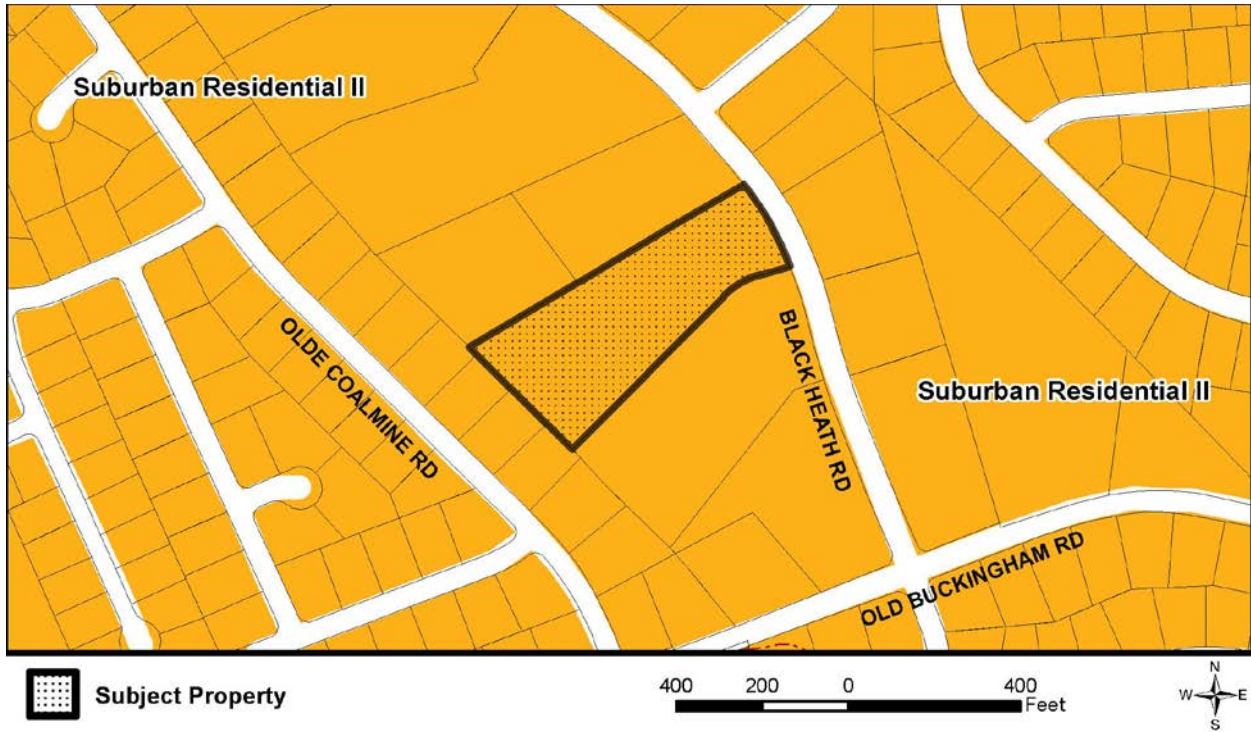 Suburban Residential II
OLDE COALMINE RD
BLACK HEATH RD
Suburban Residential II
OLD BUCKINGHAM RD
Subject Property
400 200 0 400
Feet
N
W E
S